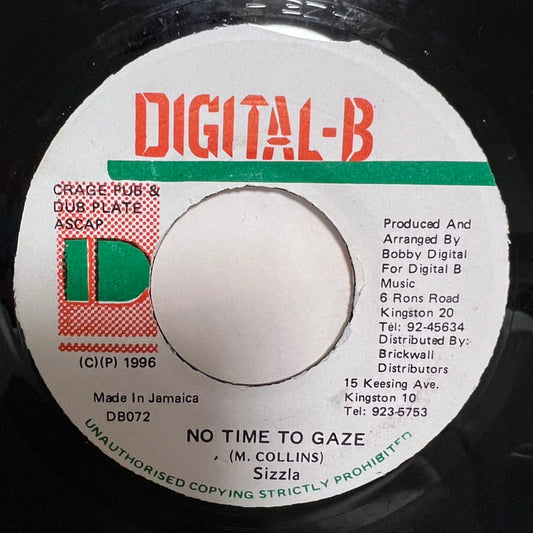 DIGITAL-B
CRAGE PUB &
DUB PLATE
ASCAP
D
(C)(P) 1996
Made In Jamaica
DB072
Produced And
Arranged By
Bobby Digital
For Digital B
Music
6 Rons Road
Kingston 20
Tel: 92-45634
Distributed By:
Brickwall
Distributors
15 Keesing Ave.
Kingston 10
Tel: 923-5753
NO TIME TO GAZE
(M. COLLINS)
Sizzla
UNAUTHORISED COPYING STRICTLY PROHIBITED